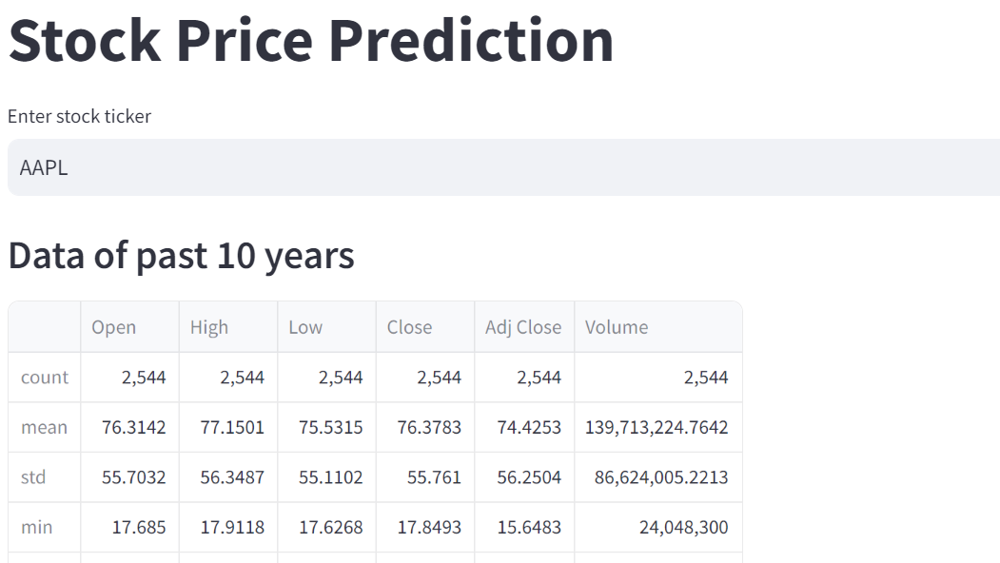 Stock Price Prediction
Enter stock ticker
AAPL
Data of past 10 years
Open High Low Close Adj Close Volume
count 2,544 2,544 2,544 2,544 2,544 2,544
mean 76.3142 77.1501 75.5315 76.3783 74.4253 139,713,224.7642
std 55.7032 56.3487 55.1102 55.761 56.2504 86,624,005.2213
min 17.685 17.9118 17.6268 17.8493 15.6483 24,048,300